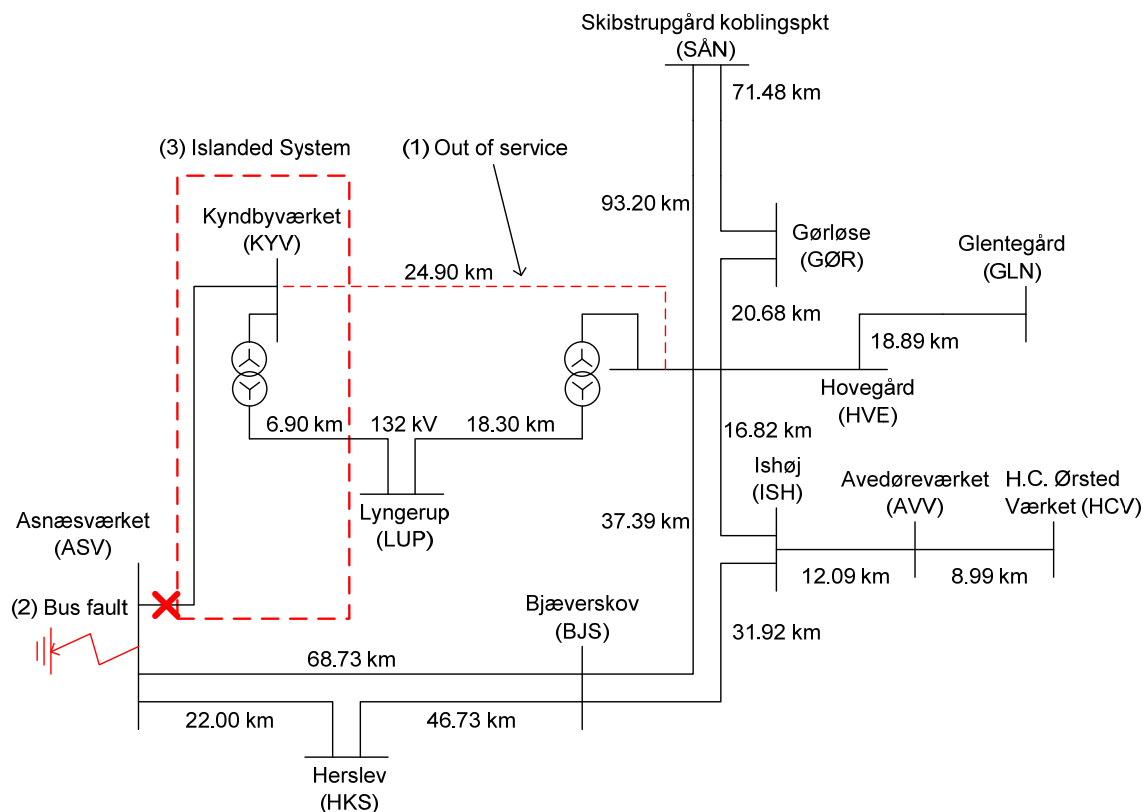 Skibstrupgård koblingspkt
(SÅN)
71.48 km
(3) Islanded System
(1) Out of service
93.20 km
Kyndbyværket
(KYV)
Gørløse
(GØR)
Glentegård
(GLN)
24.90 km
20.68 km
18.89 km
Hovegård
(HVE)
6.90 km
132 kV
18.30 km
16.82 km
Ishøj
(ISH)
Avedøreværket
(AVV)
H.C. Ørsted
Værket (HCV)
Lyngerup
(LUP)
37.39 km
Asnæsværket
(ASV)
12.09 km
8.99 km
(2) Bus fault
Bjæverskov
(BJS)
31.92 km
68.73 km
22.00 km
46.73 km
Herslev
(HKS)